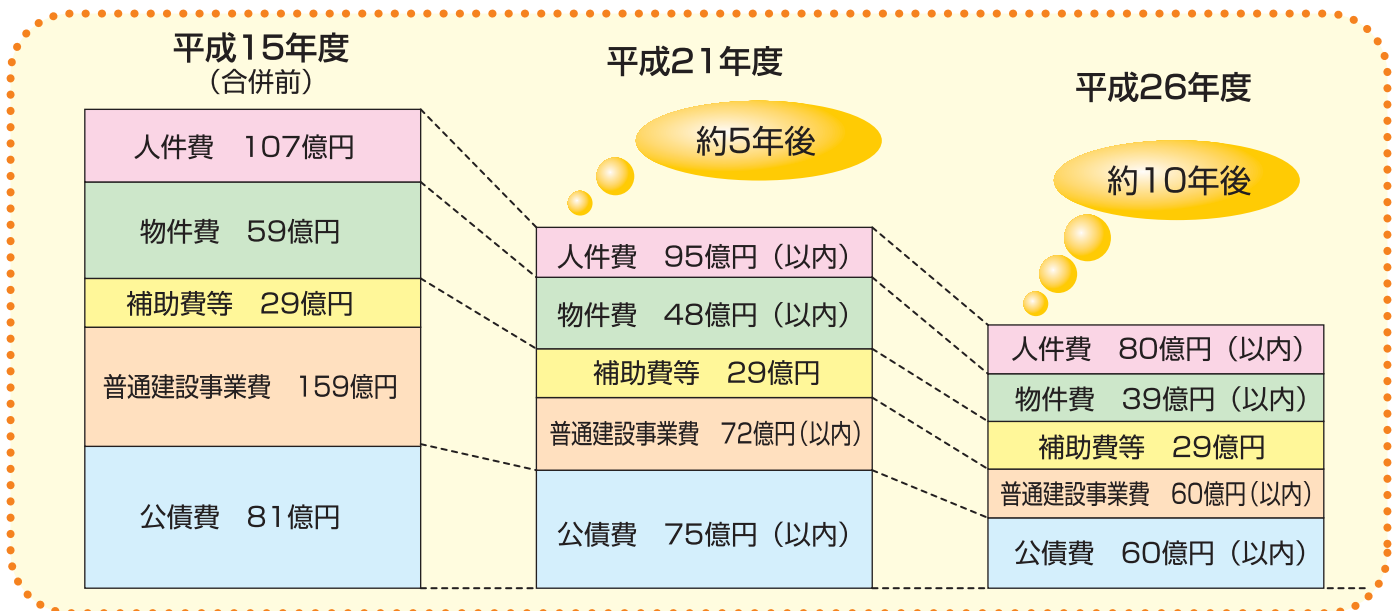 平成15年度
（合併前）
人件費　107億円
物件費　59億円
補助費等　29億円
普通建設事業費　159億円
公債費　81億円
平成21年度
約5年後
人件費　95億円（以内）
物件費　48億円（以内）
補助費等　29億円
普通建設事業費　72億円（以内）
公債費　75億円（以内）
平成26年度
約10年後
人件費　80億円（以内）
物件費　39億円（以内）
補助費等　29億円
普通建設事業費　60億円（以内）
公債費　60億円（以内）